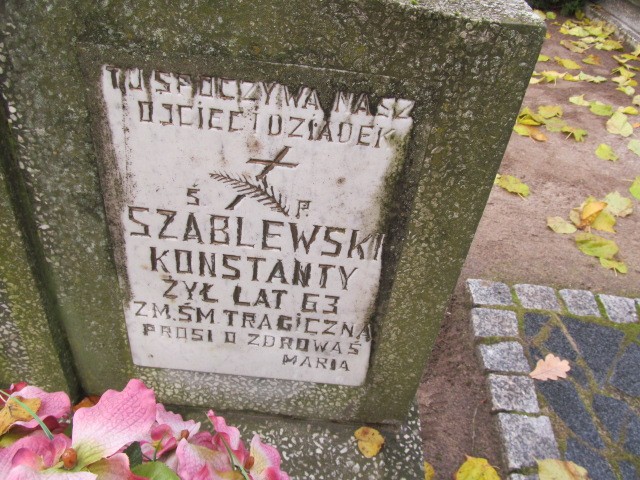 TU SPOCZYWA NASZ
OJCIEC I DZIADEK
Ś P.
SZABLEWSKI
KONSTANTY
ŻYŁ LAT 63
ZM. ŚM TRAGICZNĄ
PROSI O ZDROWAŚ
MARIA